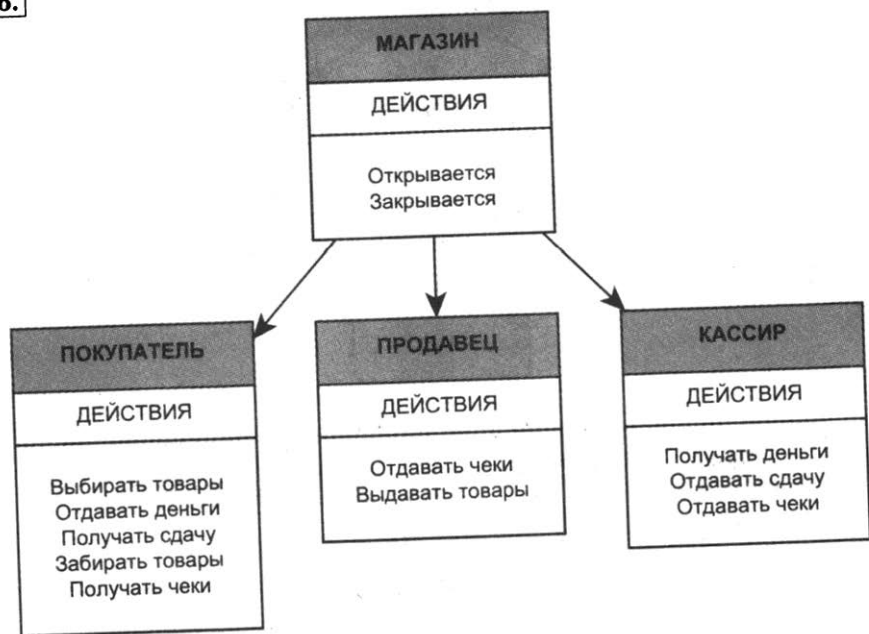 МАГАЗИН
ДЕЙСТВИЯ
Открывается
Закрывается
ПОКУПАТЕЛЬ
ДЕЙСТВИЯ
Выбирать товары
Отдавать деньги
Получать сдачу
Забирать товары
Получать чеки
ПРОДАВЕЦ
ДЕЙСТВИЯ
Отдавать чеки
Выдавать товары
КАССИР
ДЕЙСТВИЯ
Получать деньги
Отдавать сдачу
Отдавать чеки